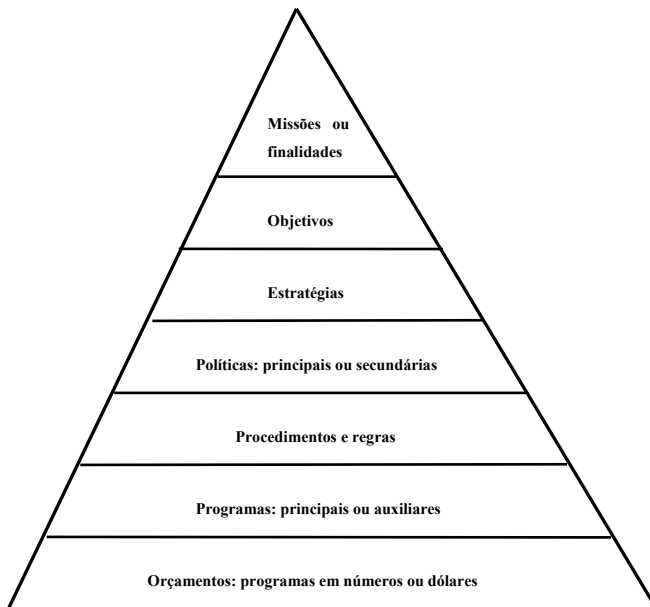 Missões ou
finalidades
Objetivos
Estratégias
Políticas: principais ou secundárias
Procedimentos e regras
Programas: principais ou auxiliares
Orçamentos: programas em números ou dólares